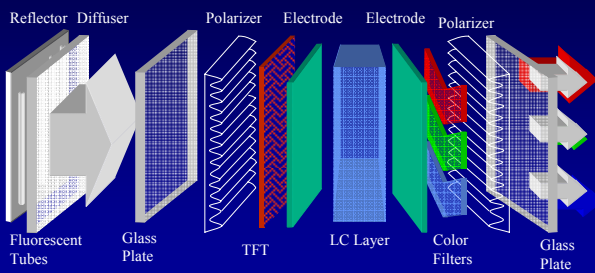 Reflector
Diffuser
Polarizer
Electrode
Electrode
Polarizer
Fluorescent
Tubes
Glass
Plate
TFT
LC Layer
Color
Filters
Glass
Plate